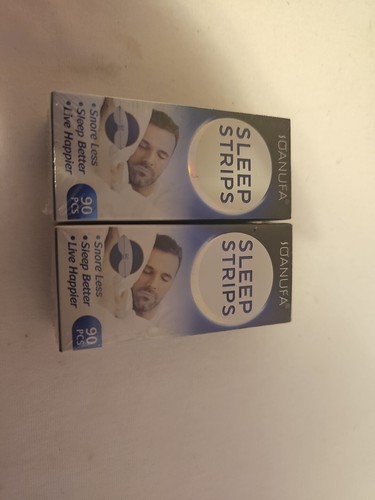 SOANUFA
SLEEP
STRIPS
• Snore Less
• Sleep Better
• Live Happier
90
PCS
SOANUFA
SLEEP
STRIPS
• Snore Less
• Sleep Better
• Live Happier
90
PCS